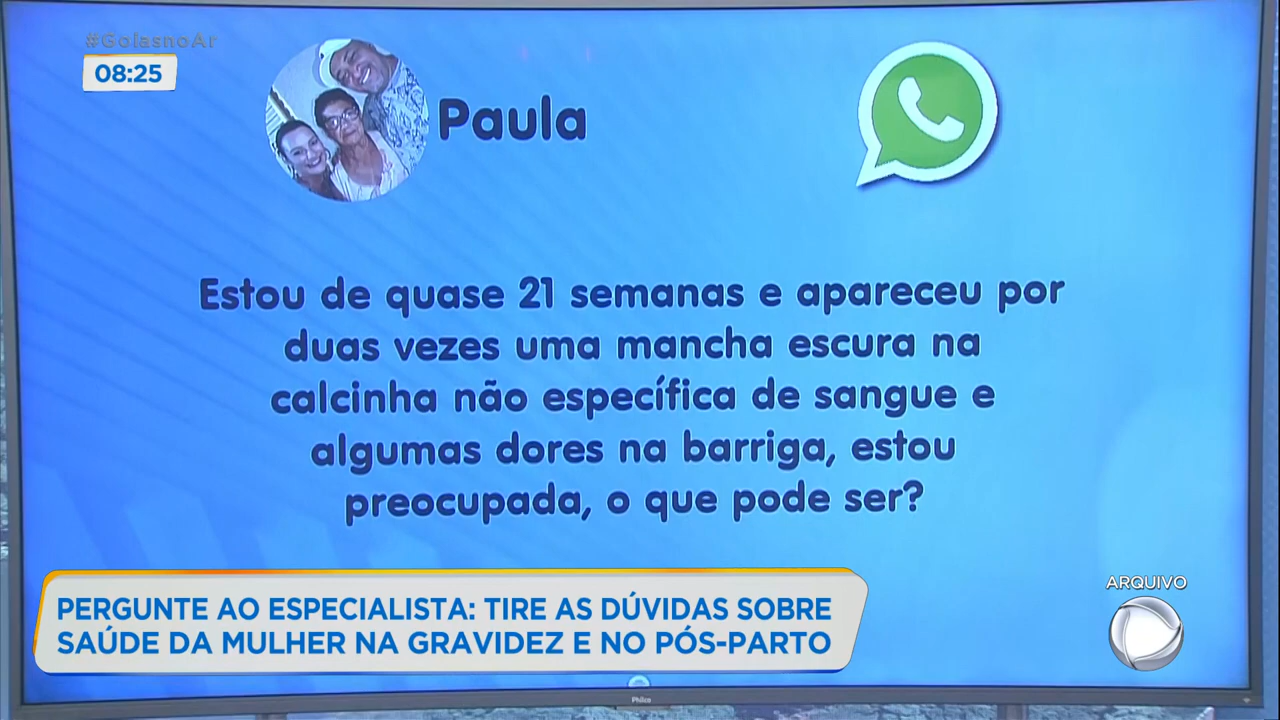 #GoiásnoAr
08:25
Paula
Estou de quase 21 semanas e apareceu por
duas vezes uma mancha escura na
calcinha não específica de sangue e
algumas dores na barriga, estou
preocupada, o que pode ser?
PERGUNTE AO ESPECIALISTA: TIRE AS DÚVIDAS SOBRE
SAÚDE DA MULHER NA GRAVIDEZ E NO PÓS-PARTO
ARQUIVO
Philco